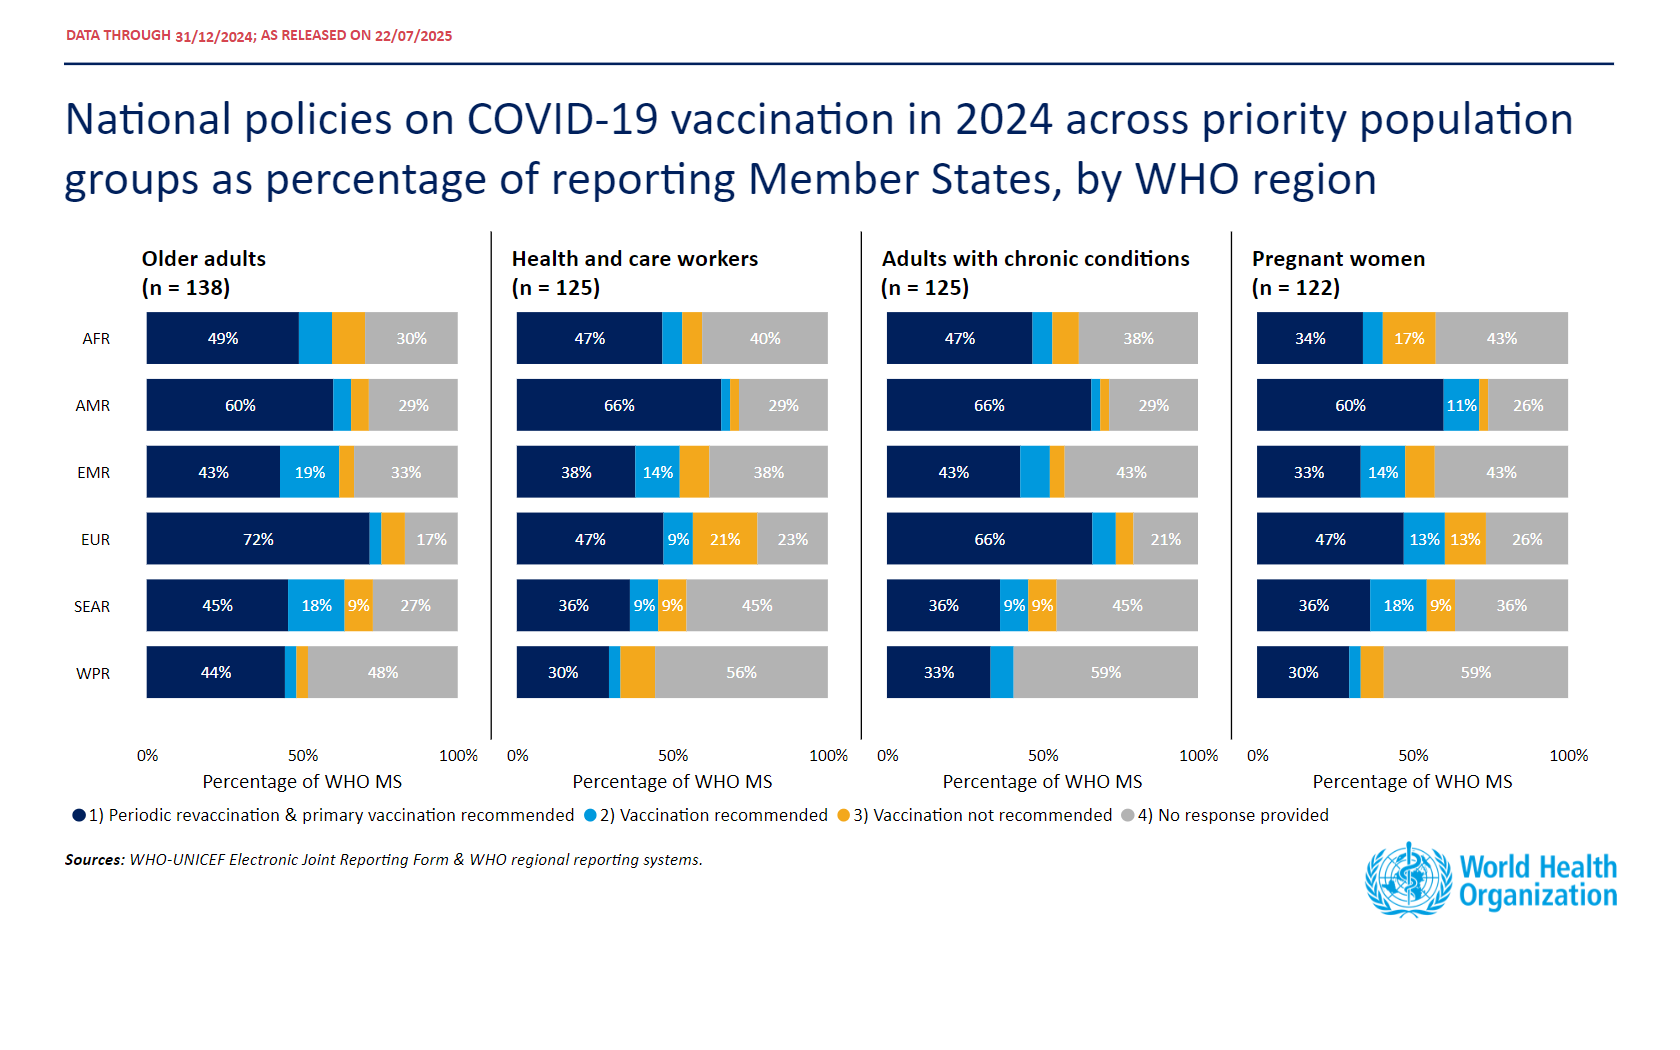 DATA THROUGH 31/12/2024; AS RELEASED ON 22/07/2025
National policies on COVID-19 vaccination in 2024 across priority population
groups as percentage of reporting Member States, by WHO region
Older adults
(n = 138)
Health and care workers
(n = 125)
Adults with chronic conditions
(n = 125)
Pregnant women
(n = 122)
AFR 49% 30% 47% 40% 47% 38% 34% 17% 43%
AMR 60% 29% 66% 29% 66% 29% 60% 11% 26%
EMR 43% 19% 33% 38% 14% 38% 43% 43% 33% 14% 43%
EUR 72% 17% 47% 9% 21% 23% 66% 21% 47% 13% 13% 26%
SEAR 45% 18% 9% 27% 36% 9% 9% 45% 36% 9% 9% 45% 36% 18% 9% 36%
WPR 44% 48% 30% 56% 33% 59% 30% 59%
0% 50% 100% 0% 50% 100% 0% 50% 100% 0% 50% 100%
Percentage of WHO MS Percentage of WHO MS Percentage of WHO MS Percentage of WHO MS
1) Periodic revaccination & primary vaccination recommended 2) Vaccination recommended 3) Vaccination not recommended 4) No response provided
Sources: WHO-UNICEF Electronic Joint Reporting Form & WHO regional reporting systems.
World Health
Organization